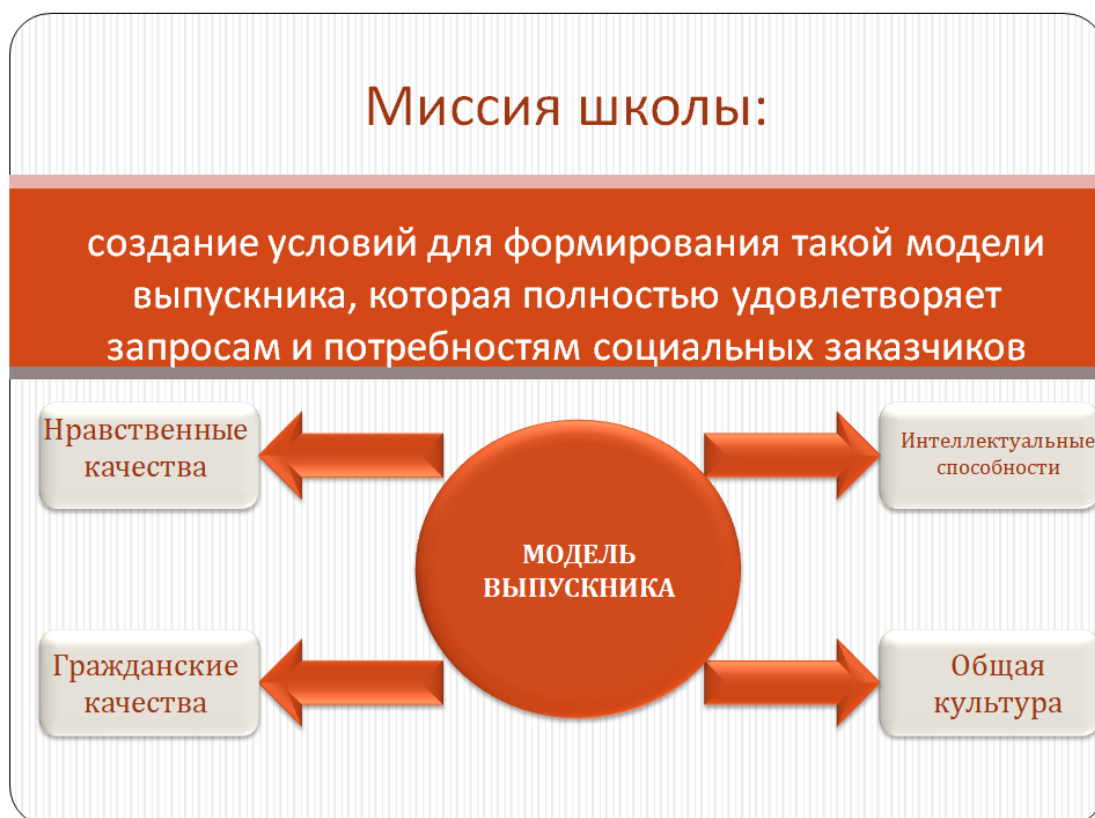 Миссия школы:
создание условий для формирования такой модели
выпускника, которая полностью удовлетворяет
запросам и потребностям социальных заказчиков
Нравственные
качества
Интеллектуальные
способности
МОДЕЛЬ
ВЫПУСКНИКА
Гражданские
качества
Общая
культура